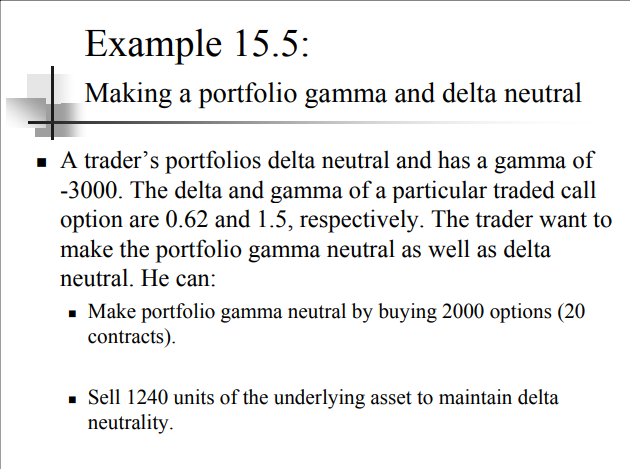 Example 15.5:
Making a portfolio gamma and delta neutral
A trader's portfolios delta neutral and has a gamma of
-3000. The delta and gamma of a particular traded call
option are 0.62 and 1.5, respectively. The trader want to
make the portfolio gamma neutral as well as delta
neutral. He can:
Make portfolio gamma neutral by buying 2000 options (20
contracts).
Sell 1240 units of the underlying asset to maintain delta
neutrality.